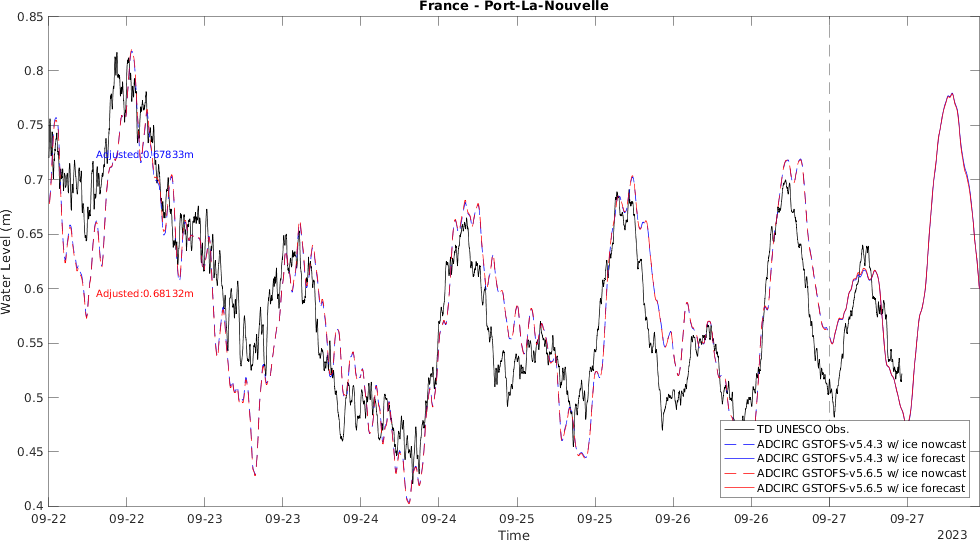 France - Port-La-Nouvelle
0.85
0.8
0.75
0.7
0.65
0.6
0.55
0.5
0.45
0.4
Water Level (m)
Adjusted:0.67833m
Adjusted:0.68132m
TD UNESCO Obs.
ADCIRC GSTOFS-v5.4.3 w/ ice nowcast
ADCIRC GSTOFS-v5.4.3 w/ ice forecast
ADCIRC GSTOFS-v5.6.5 w/ ice nowcast
ADCIRC GSTOFS-v5.6.5 w/ ice forecast
09-22 09-22 09-23 09-23 09-24 09-24 09-25 09-25 09-26 09-26 09-27 09-27
Time
2023